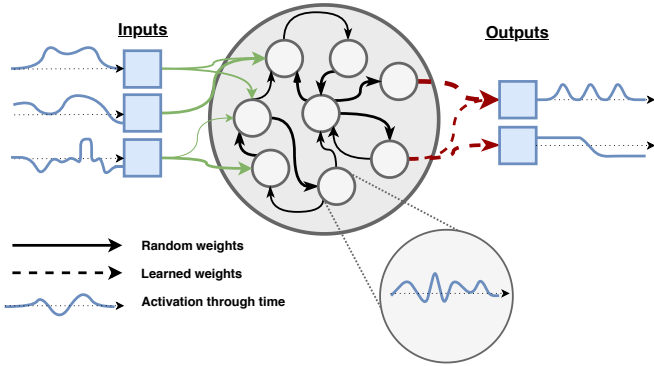 Inputs
Outputs
Random weights
Learned weights
Activation through time